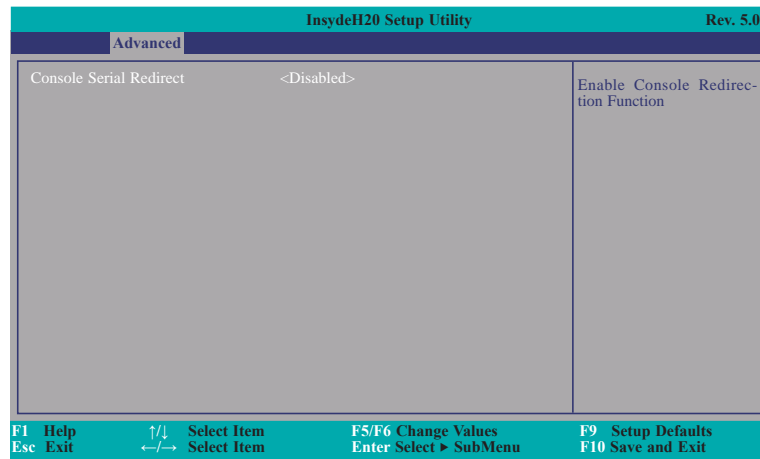 InsydeH20 Setup Utility Rev. 5.0
Advanced
Console Serial Redirect <Disabled>
Enable Console Redirec-
tion Function
F1 Help ↑/↓ Select Item F5/F6 Change Values F9 Setup Defaults
Esc Exit ←/→ Select Item Enter Select ▶ SubMenu F10 Save and Exit